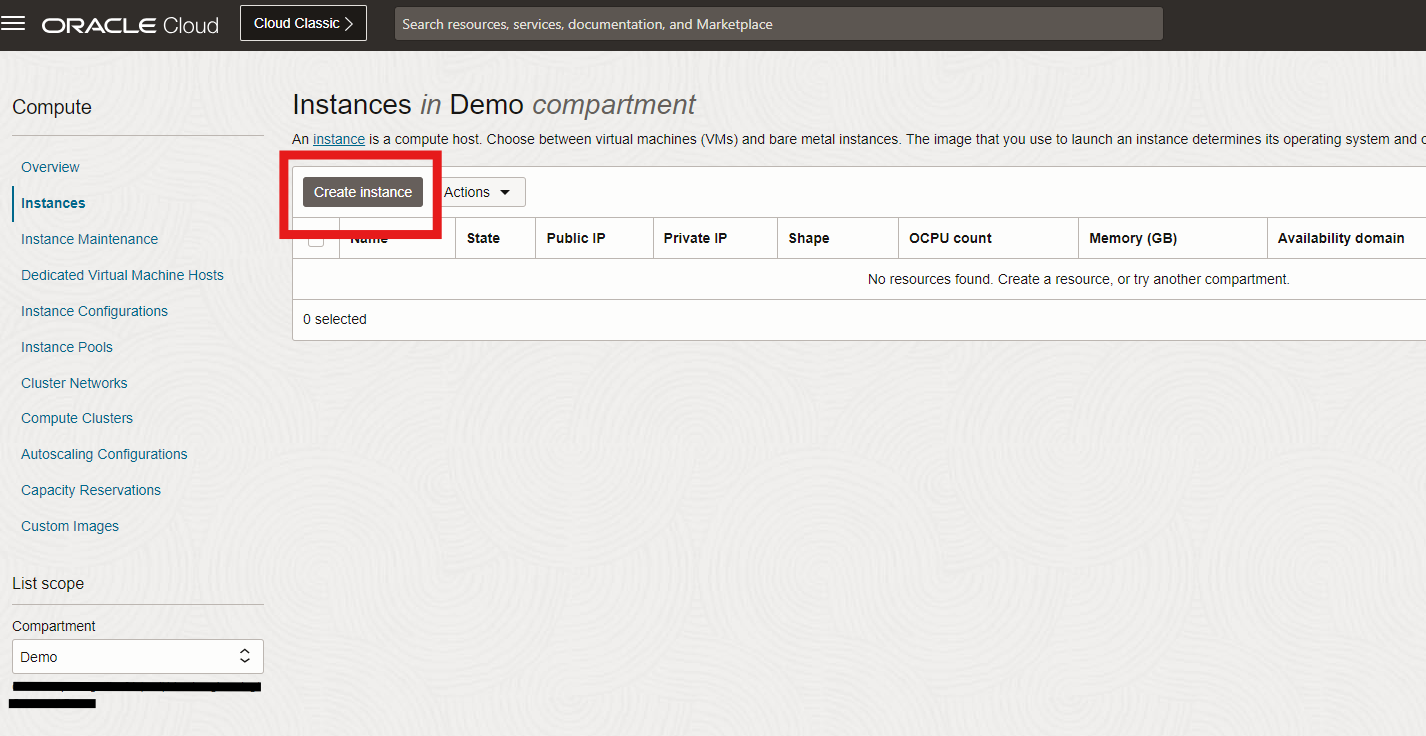 ORACLE Cloud
Cloud Classic
Search resources, services, documentation, and Marketplace
Compute
Overview
Instances
Instance Maintenance
Dedicated Virtual Machine Hosts
Instance Configurations
Instance Pools
Cluster Networks
Compute Clusters
Autoscaling Configurations
Capacity Reservations
Custom Images
List scope
Compartment
Demo
Instances in Demo compartment
An instance is a compute host. Choose between virtual machines (VMs) and bare metal instances. The image that you use to launch an instance determines its operating system and
Create instance Actions
Name State Public IP Private IP Shape OCPU count Memory (GB) Availability domain
No resources found. Create a resource, or try another compartment.
0 selected